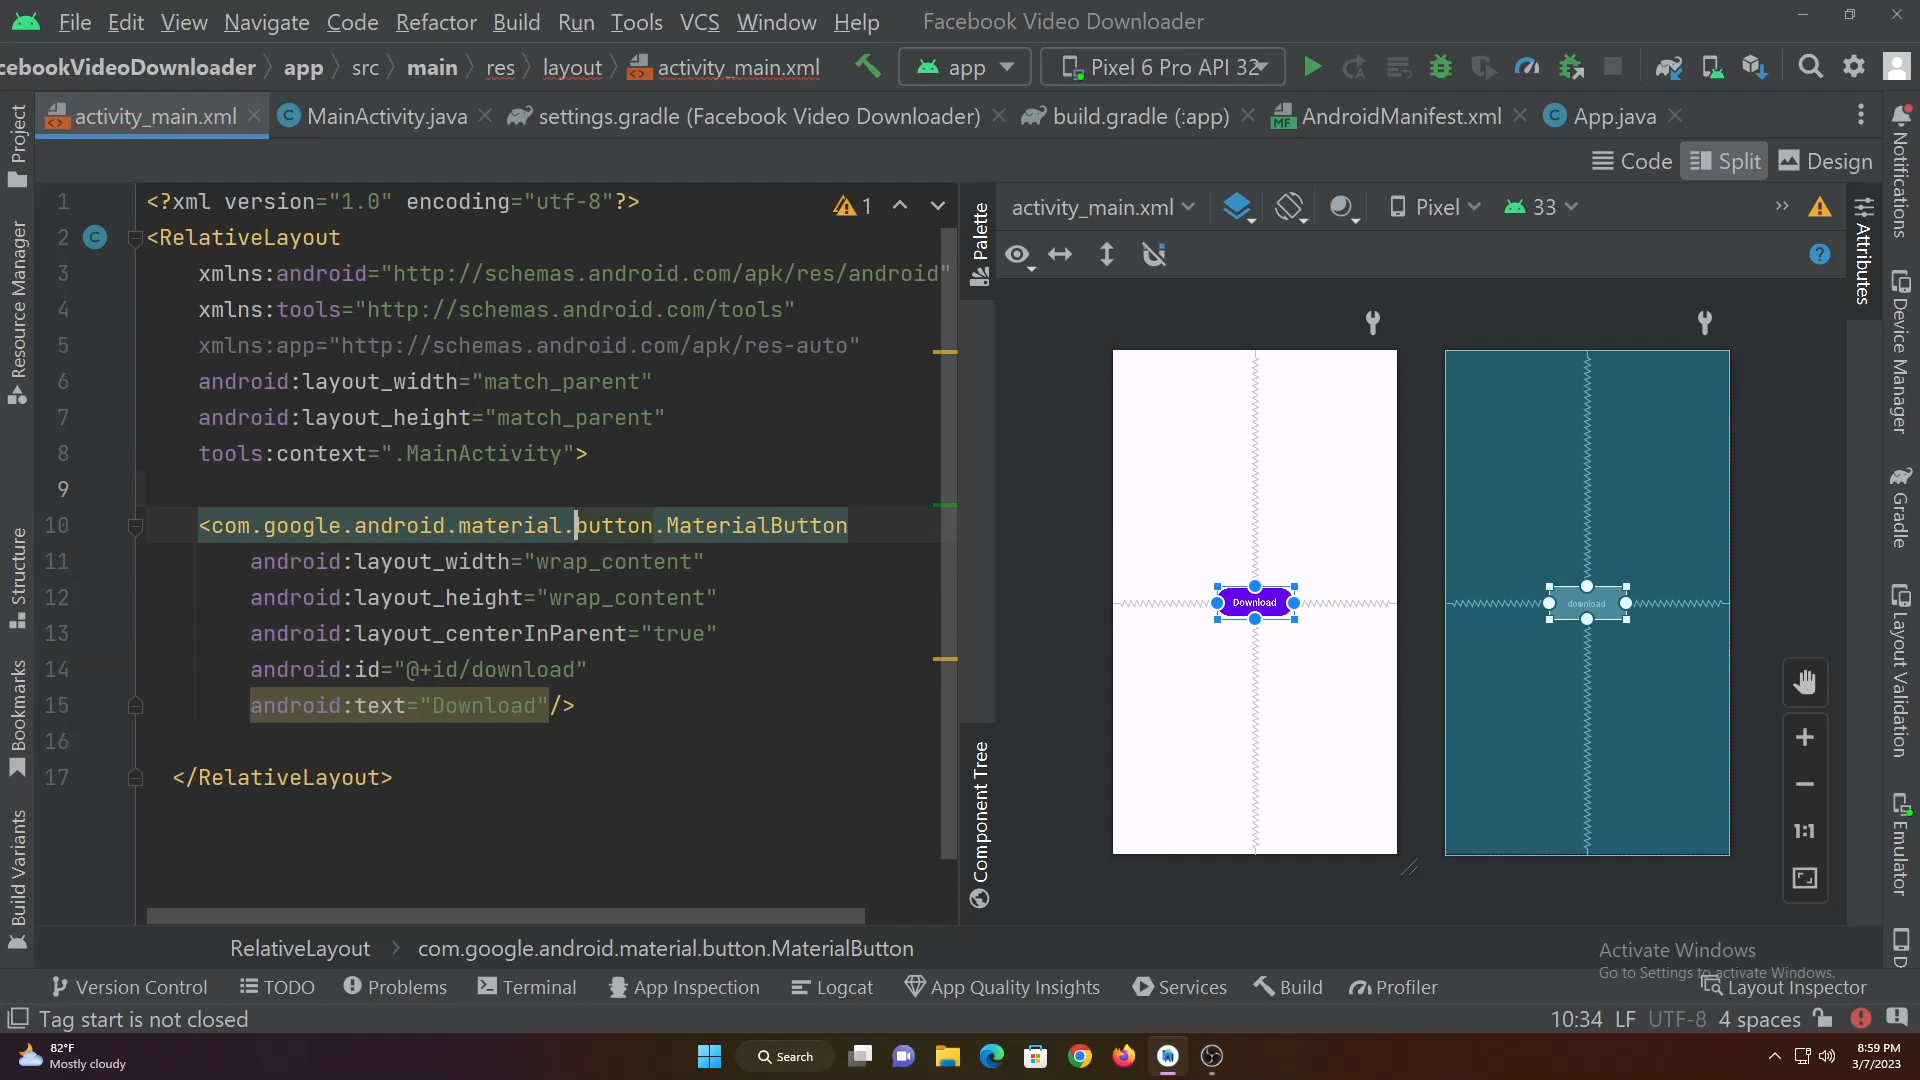 File Edit View Navigate Code Refactor Build Run Tools VCS Window Help Facebook Video Downloader
cebookVideoDownloader app src main res layout activity_main.xml app Pixel 6 Pro API 32
activity_main.xml MainActivity.java settings.gradle (Facebook Video Downloader) build.gradle (:app) AndroidManifest.xml App.java
Code Split Design
Project
Resource Manager
Structure
Bookmarks
Build Variants
1 <?xml version="1.0" encoding="utf-8"?> 1
2 <RelativeLayout
3 xmlns:android="http://schemas.android.com/apk/res/android"
4 xmlns:tools="http://schemas.android.com/tools"
5 xmlns:app="http://schemas.android.com/apk/res-auto"
6 android:layout_width="match_parent"
7 android:layout_height="match_parent"
8 tools:context=".MainActivity">
9
10 <com.google.android.material.button.MaterialButton
11 android:layout_width="wrap_content"
12 android:layout_height="wrap_content"
13 android:layout_centerInParent="true"
14 android:id="@+id/download"
15 android:text="Download"/>
16
17 </RelativeLayout>
Palette
Component Tree
activity_main.xml Pixel 33
Download
download
1:1
Attributes
Notifications
Device Manager
Gradle
Layout Validation
Emulator
D
RelativeLayout com.google.android.material.button.MaterialButton
Activate Windows
Go to Settings to activate Windows.
Version Control TODO Problems Terminal App Inspection Logcat App Quality Insights Services Build Profiler Layout Inspector
Tag start is not closed 10:34 LF UTF-8 4 spaces
82°F
Mostly cloudy
Search
8:59 PM
3/7/2023